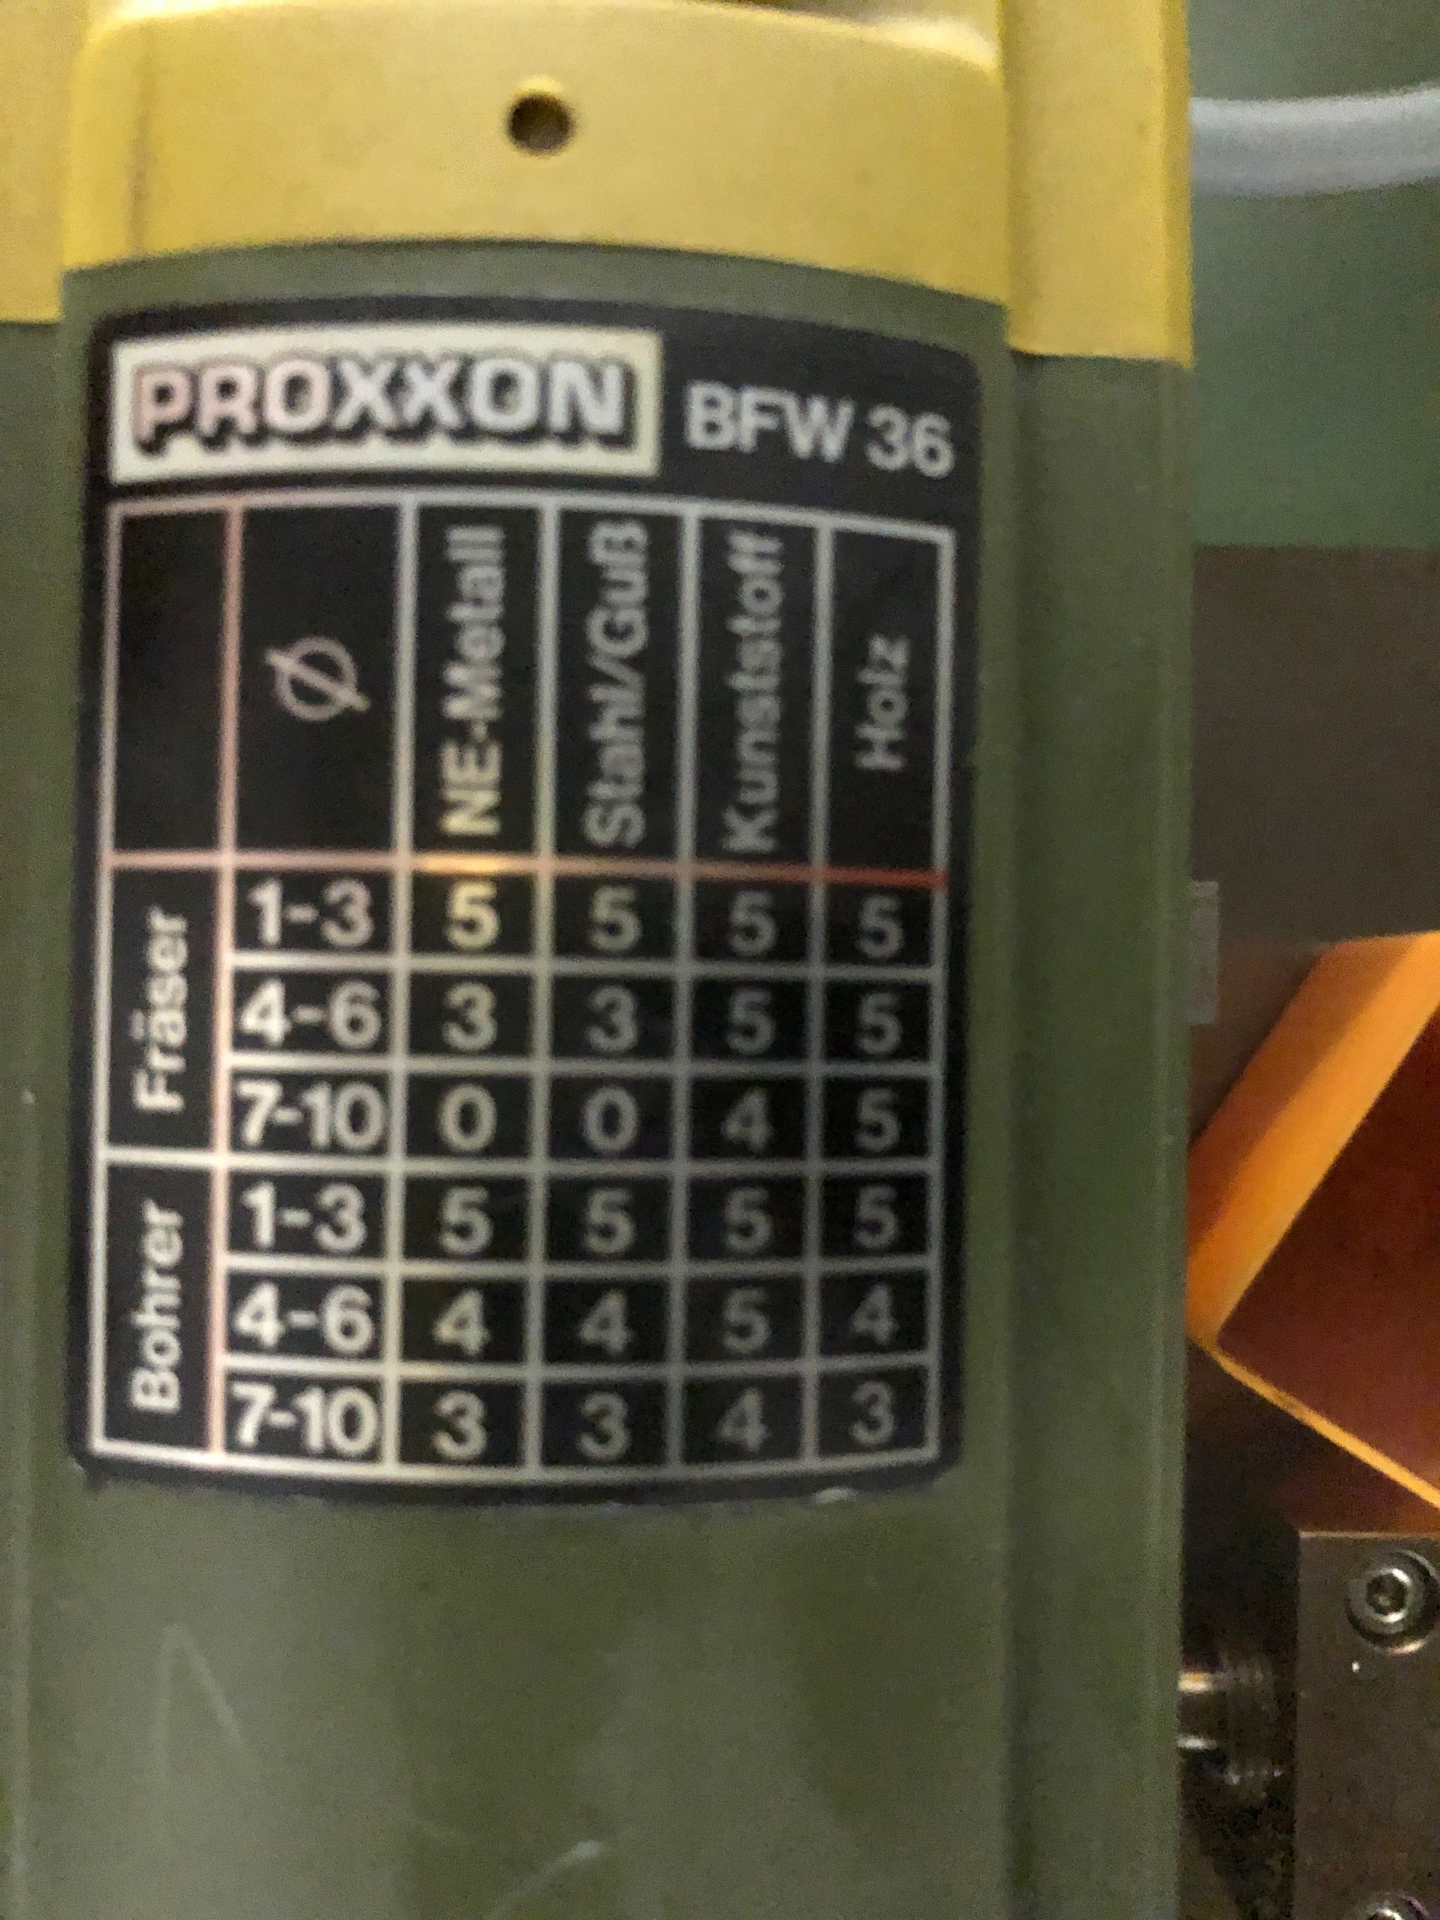 PROXXON BFW 36
Ø NE-Metall Stahl/Guß Kunststoff Holz
Fräser
1-3 5 5 5 5
4-6 3 3 5 5
7-10 0 0 4 5
Bohrer
1-3 5 5 5 5
4-6 4 4 5 4
7-10 3 3 4 3